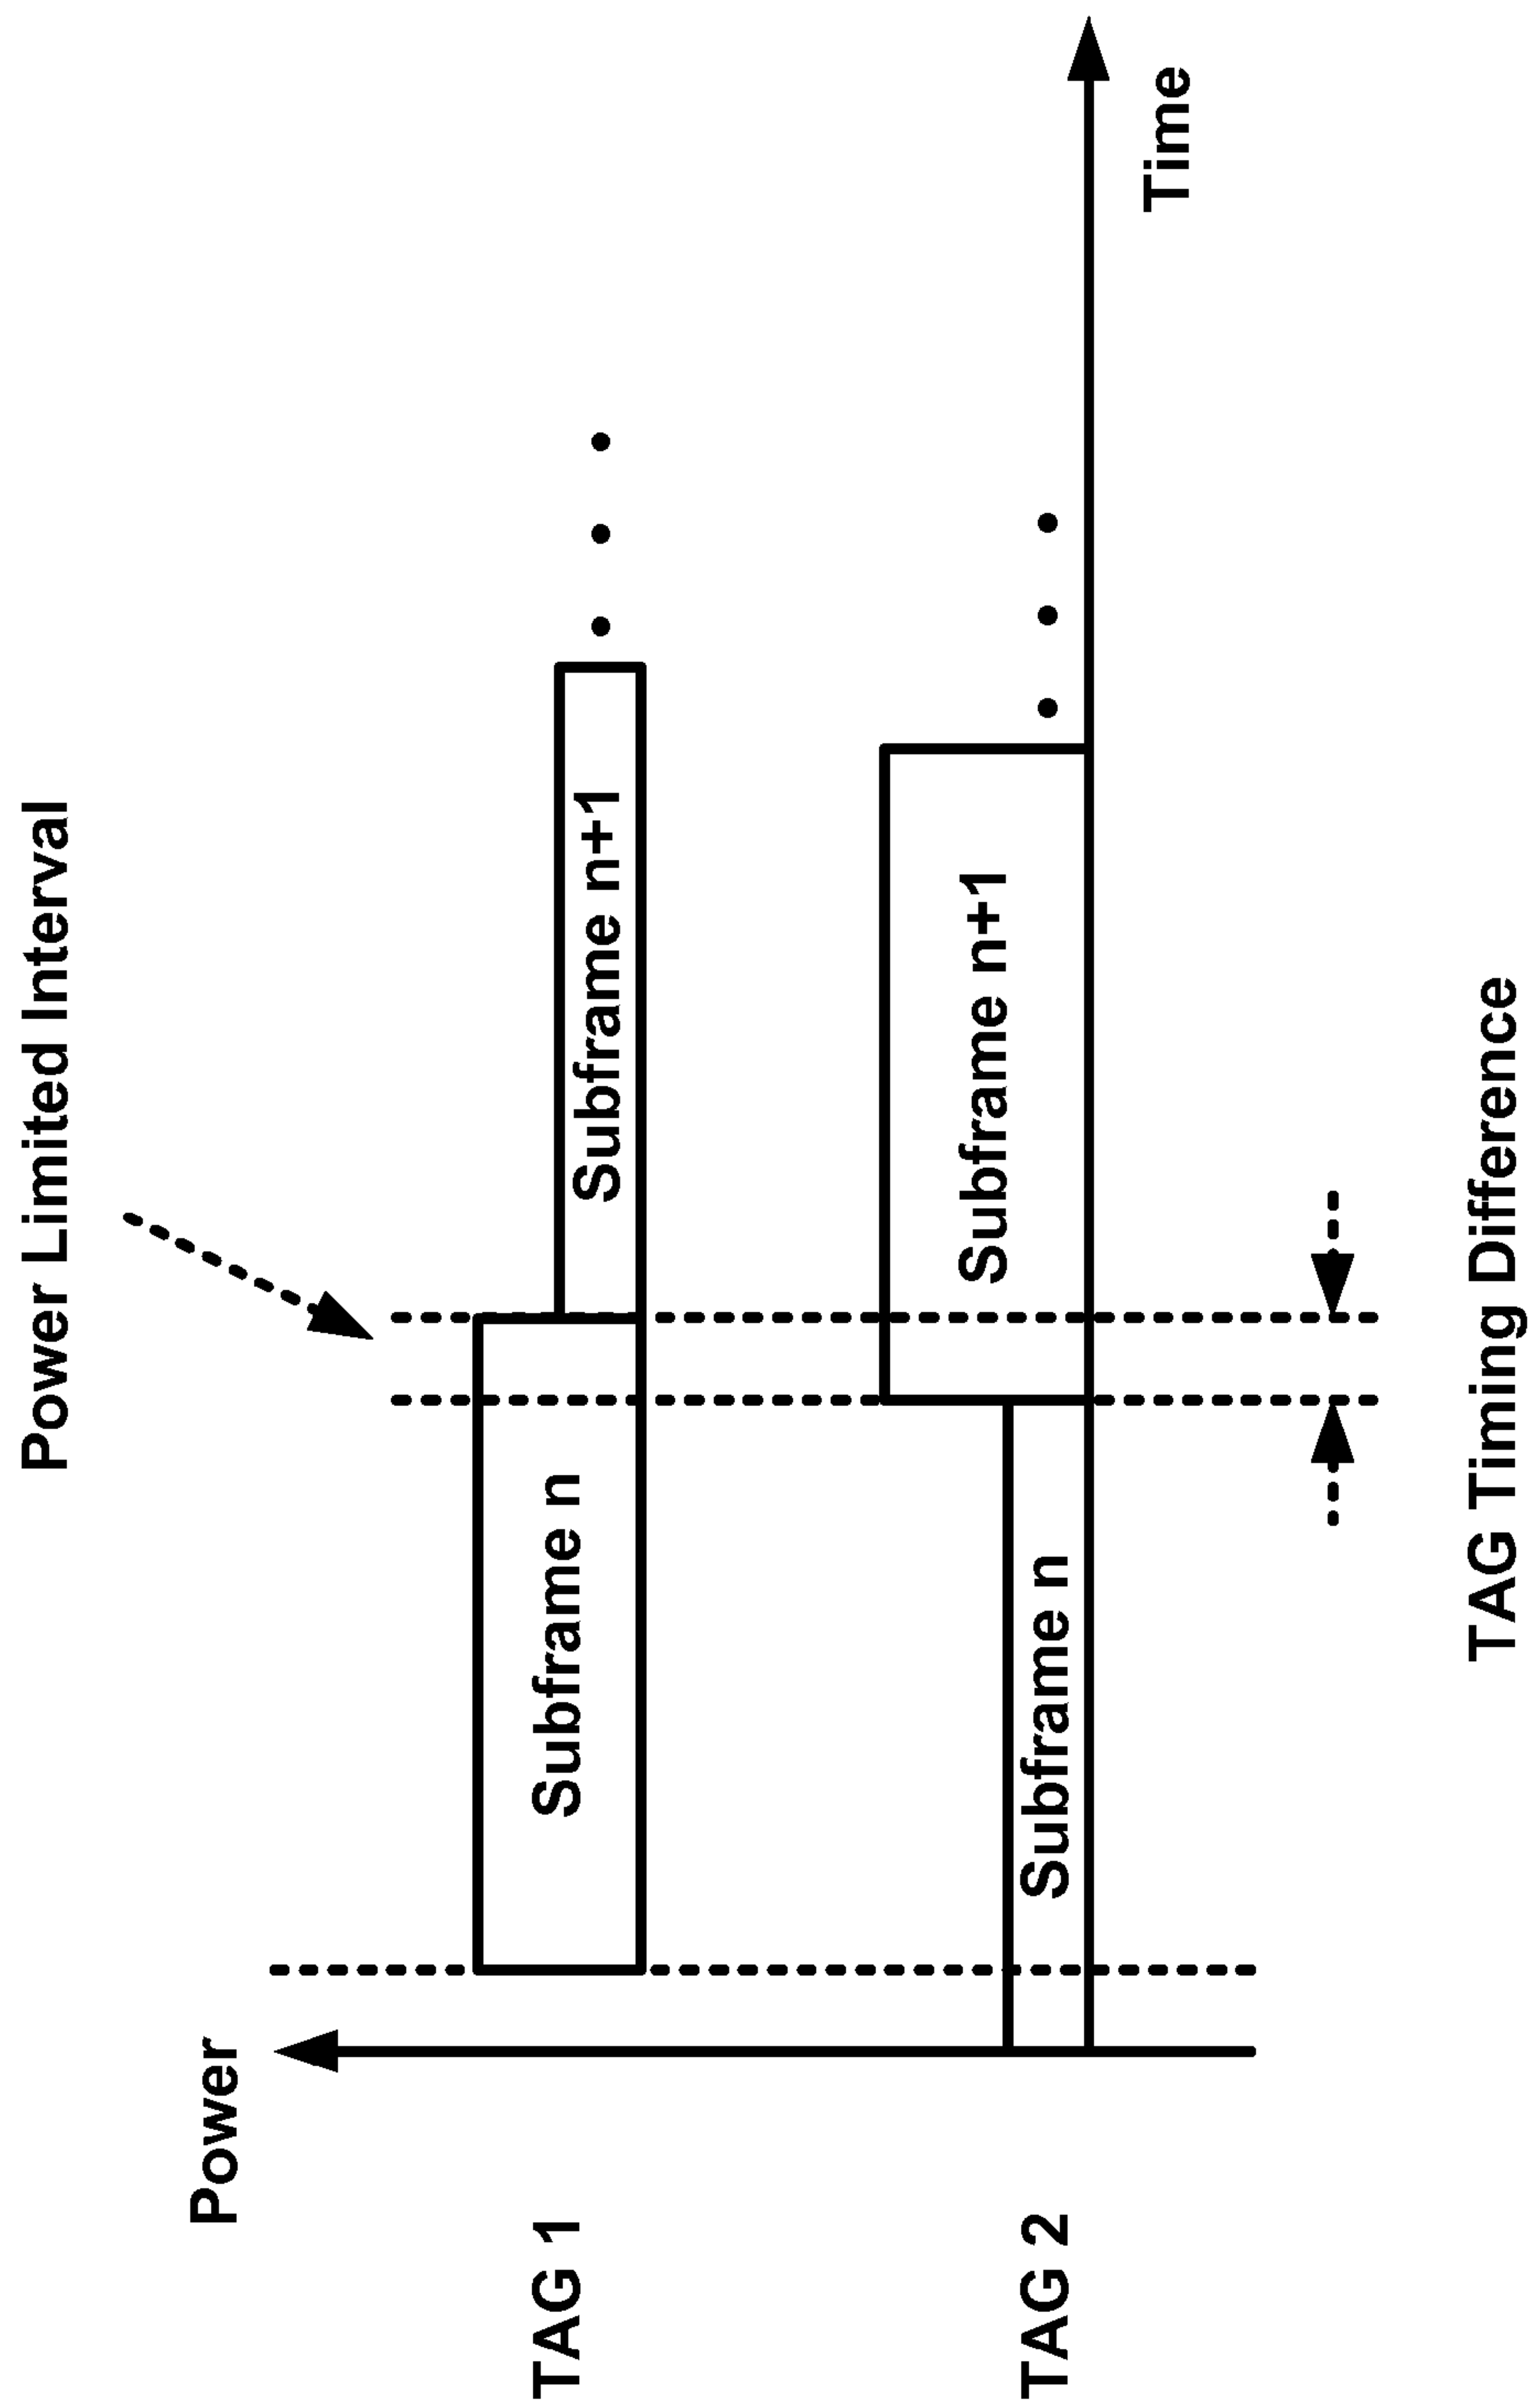 Power Limited Interval
Power
TAG 1
Subframe n
Subframe n+1
TAG 2
Subframe n
Subframe n+1
Time
TAG Timing Difference